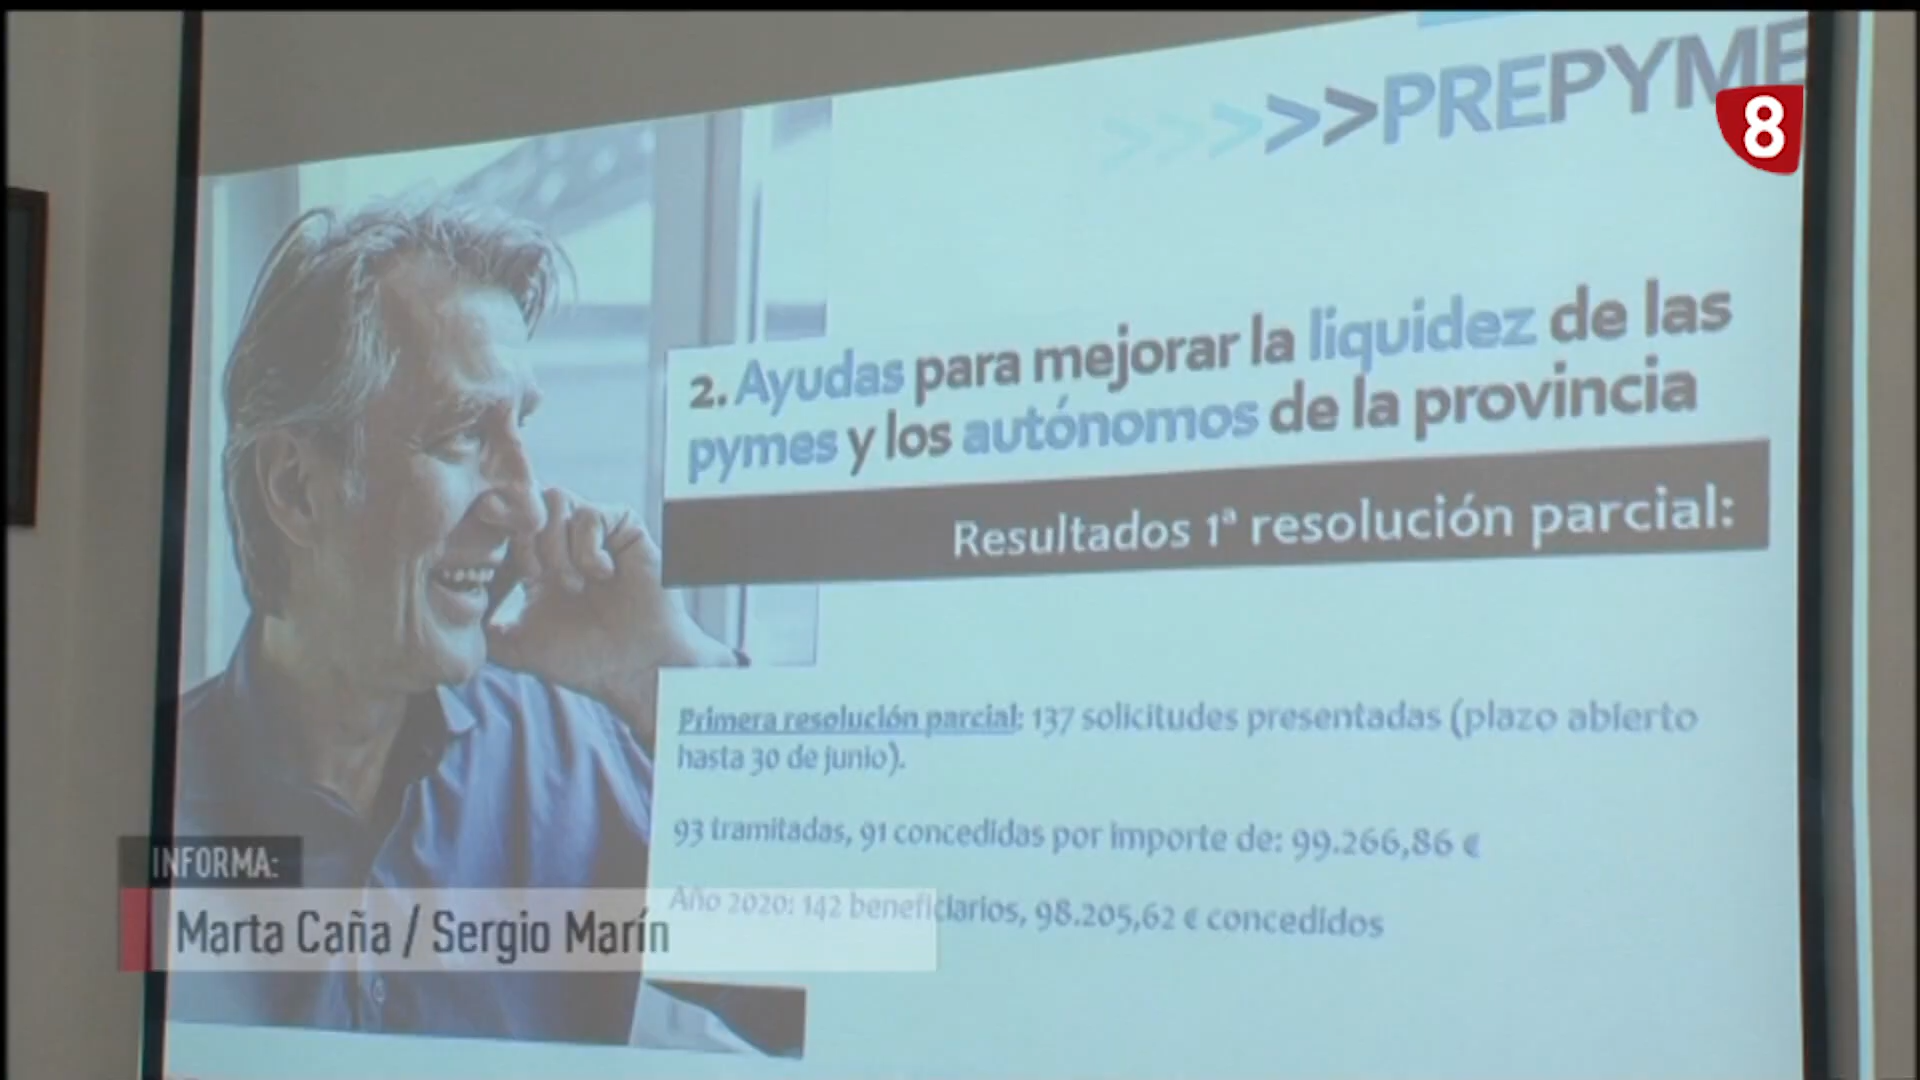 >>>>>PREPYME
8
2. Ayudas para mejorar la liquidez de las
pymes y los autónomos de la provincia
Resultados 1ª resolución parcial:
Primera resolución parcial: 137 solicitudes presentadas (plazo abierto
hasta 30 de junio).
93 tramitadas, 91 concedidas por importe de: 99.266,86 €
Año 2020: 142 beneficiarios, 98.205,62 € concedidos
INFORMA:
Marta Caña / Sergio Marín